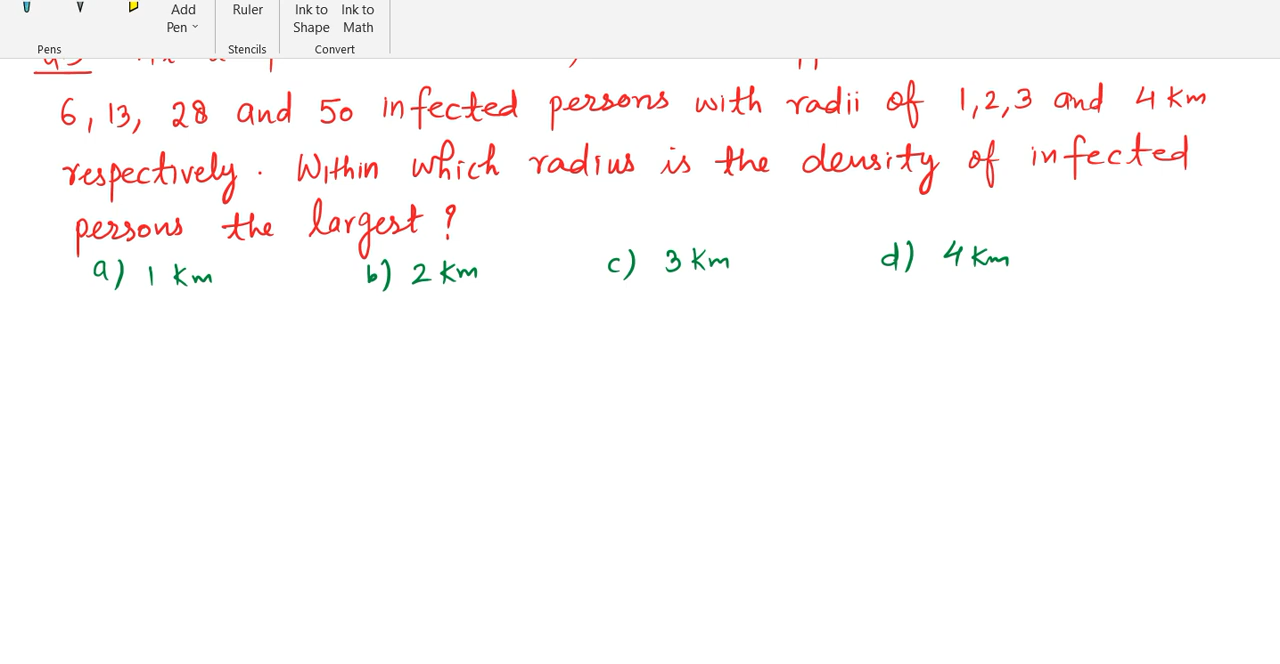 Add Ruler Ink to Ink to
Pen Shape Math
Pens Stencils Convert
6, 13, 28 and 50 infected persons with radii of 1,2,3 and 4 Km
respectively. Within which radius is the density of infected
persons the largest?
a) 1 Km b) 2 Km c) 3 Km d) 4 Km